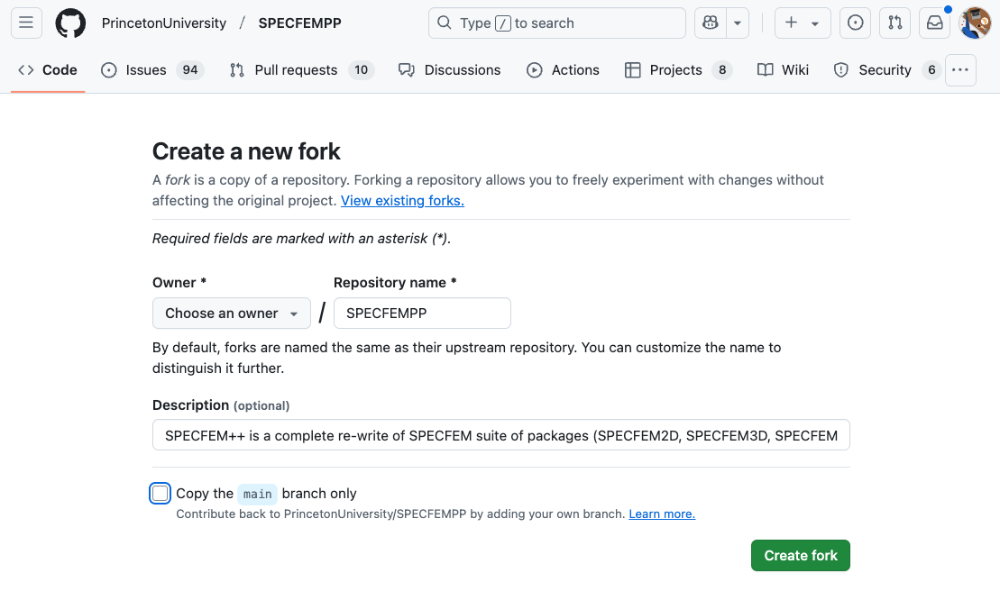 PrincetonUniversity / SPECFEMPP
Type / to search
Code
Issues 94
Pull requests 10
Discussions
Actions
Projects 8
Wiki
Security 6
Create a new fork
A fork is a copy of a repository. Forking a repository allows you to freely experiment with changes without
affecting the original project. View existing forks.
Required fields are marked with an asterisk (*).
Owner *
Repository name *
Choose an owner / SPECFEMPP
By default, forks are named the same as their upstream repository. You can customize the name to
distinguish it further.
Description (optional)
SPECFEM++ is a complete re-write of SPECFEM suite of packages (SPECFEM2D, SPECFEM3D, SPECFEM
Copy the main branch only
Contribute back to PrincetonUniversity/SPECFEMPP by adding your own branch. Learn more.
Create fork